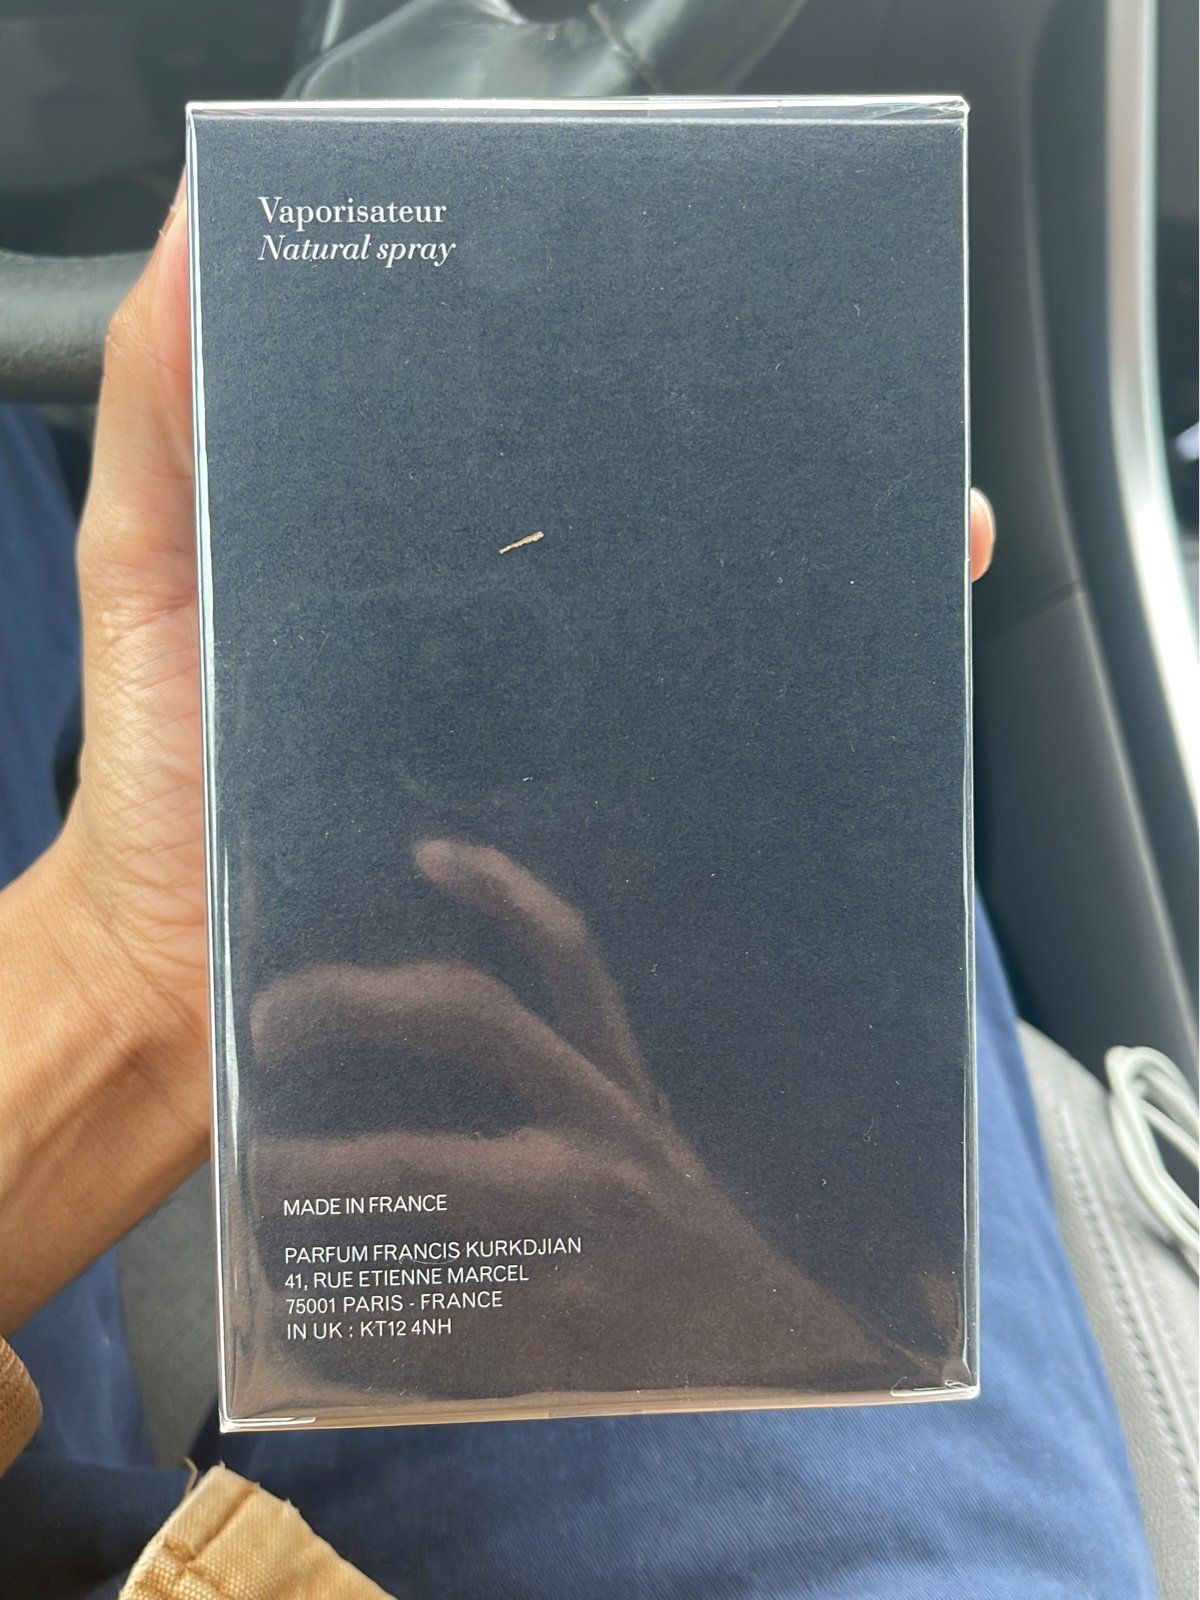 Vaporisateur
Natural spray
MADE IN FRANCE
PARFUM FRANCIS KURKDJIAN
41, RUE ETIENNE MARCEL
75001 PARIS - FRANCE
IN UK : KT12 4NH